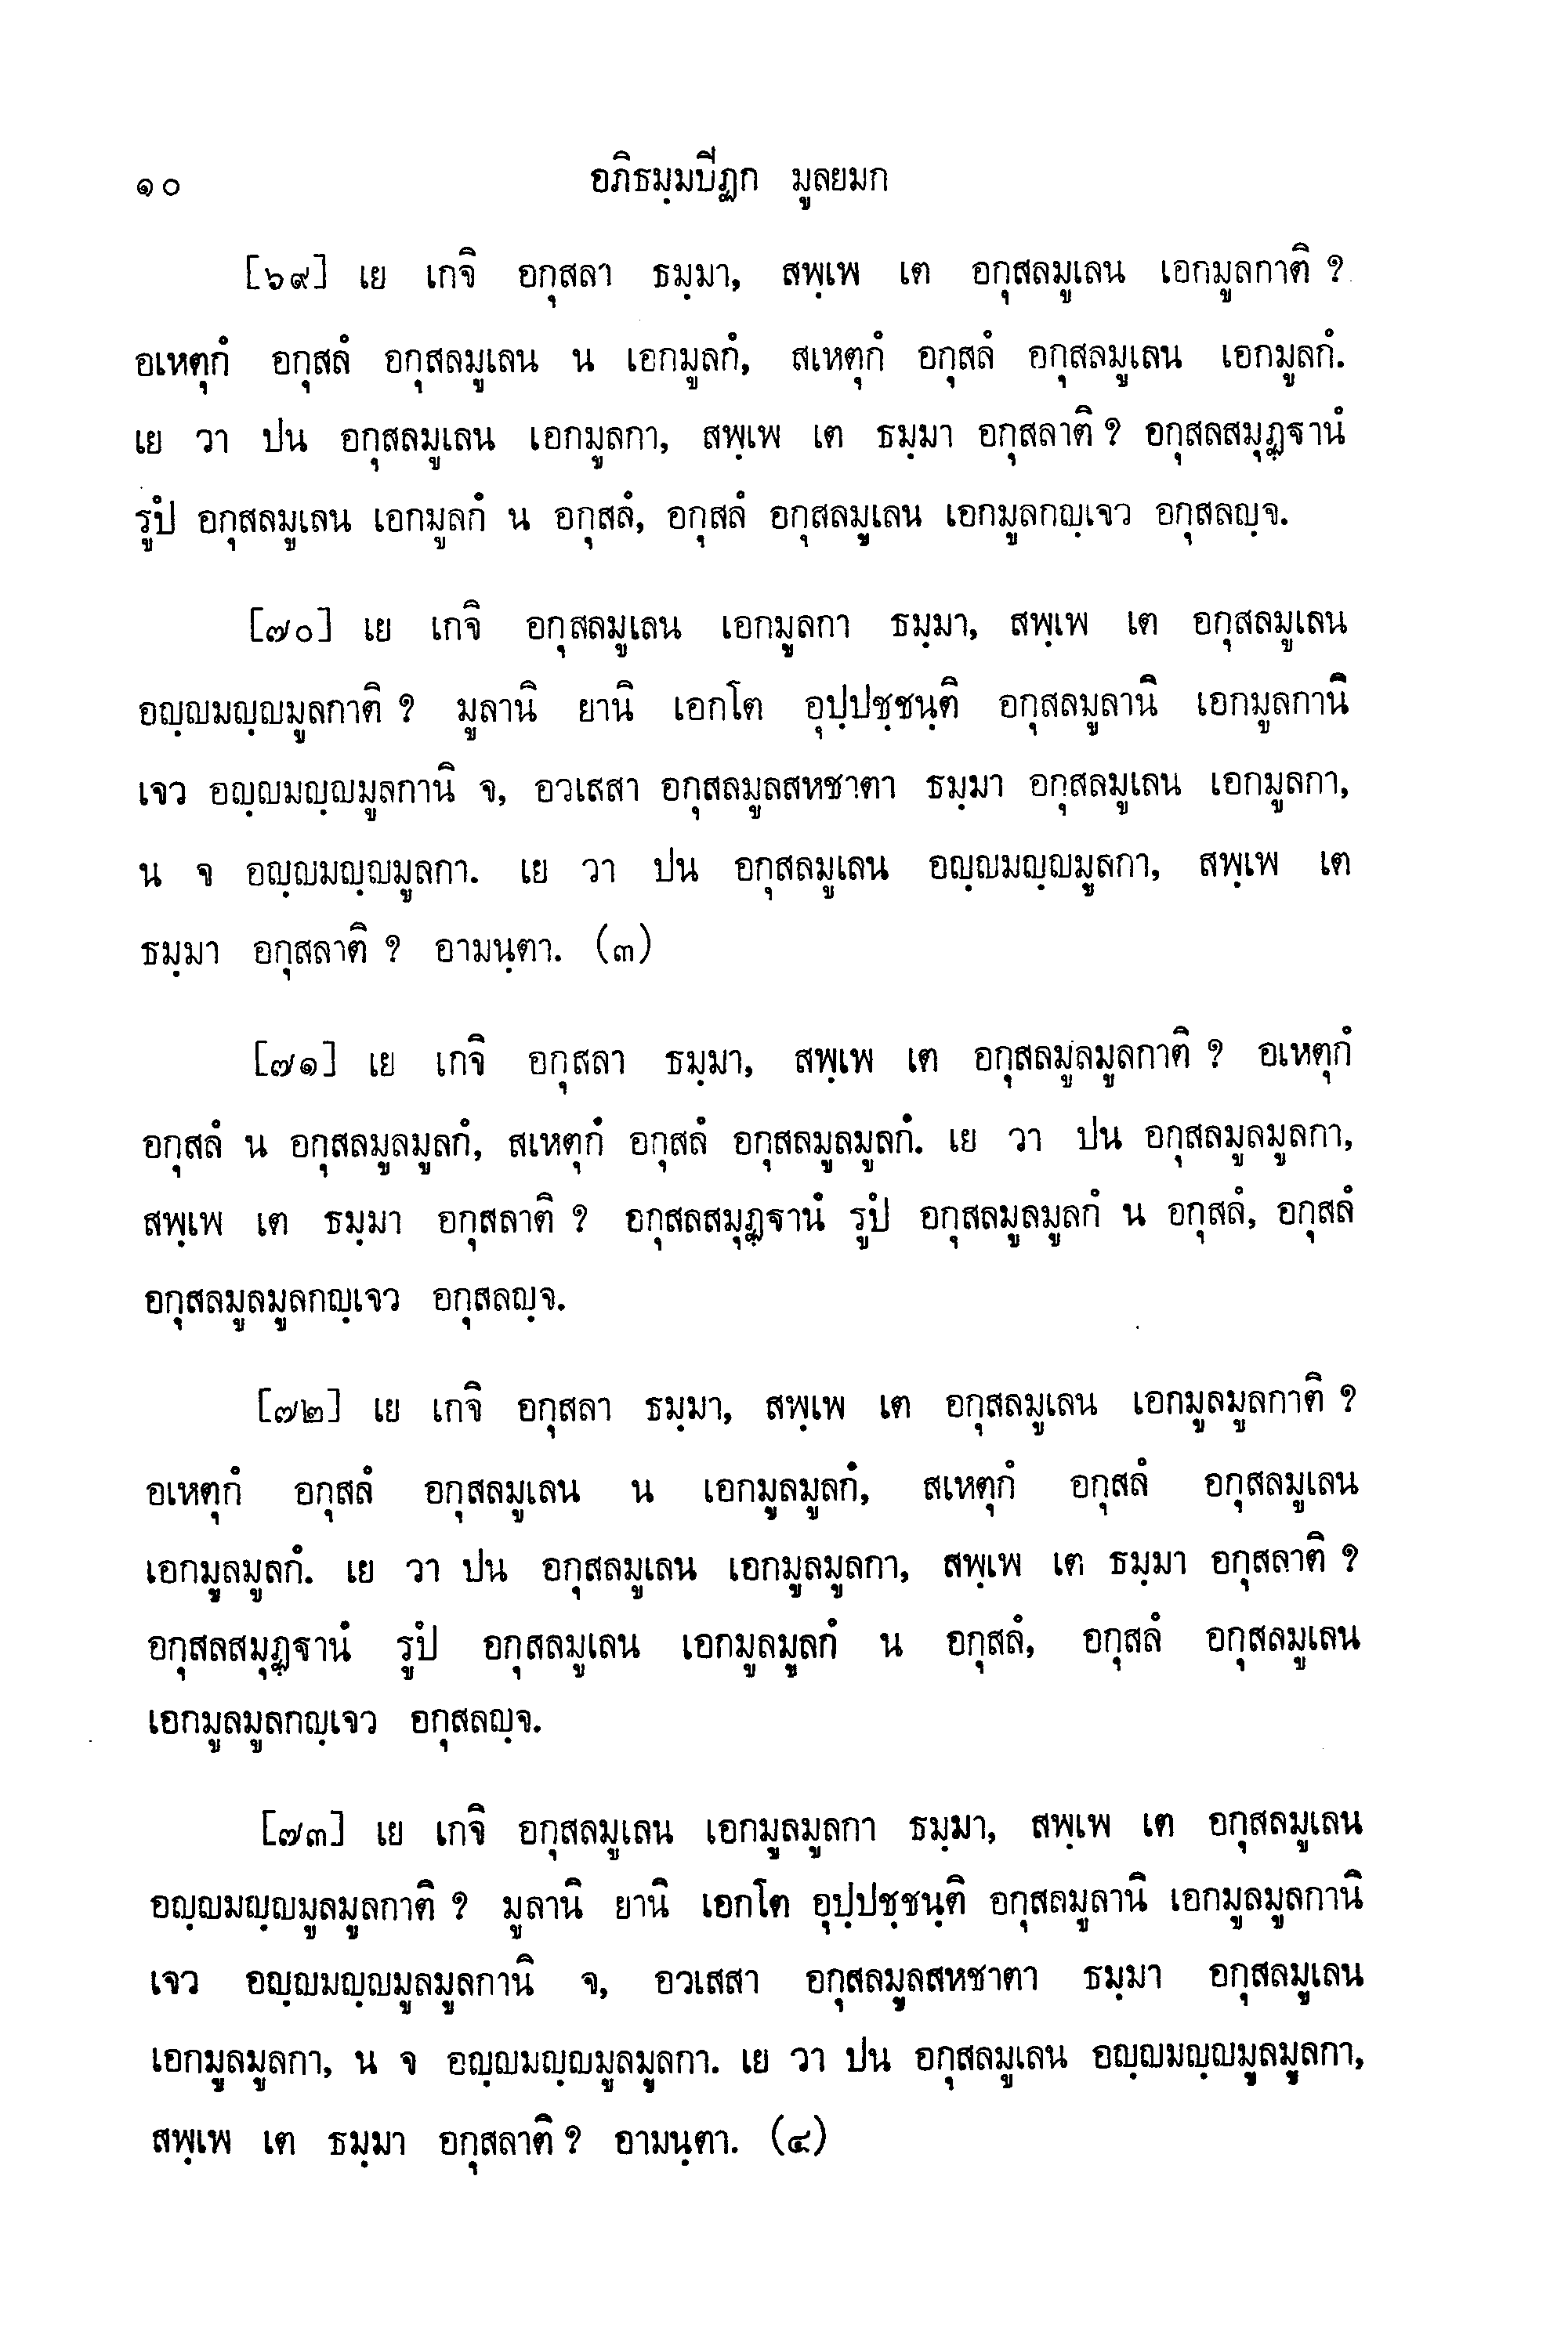 ๑๐ อภิธมฺมปีฏก มูลยมก
[๖๙] เย เกจิ อกุสลา ธมฺมา, สพฺเพ เต อกุสลมูเลน เอกมูลกาติ ?
อเหตุกํ อกุสลํ อกุสลมูเลน น เอกมูลกํ, สเหตุกํ อกุสลํ อกุสลมูเลน เอกมูลกํ.
เย วา ปน อกุสลมูเลน เอกมูลกา, สพฺเพ เต ธมฺมา อกุสลาติ ? อกุสลสมุฏฺฐานํ
รูปํ อกุสลมูเลน เอกมูลกํ น อกุสลํ, อกุสลํ อกุสลมูเลน เอกมูลกญฺเจว อกุสลญฺจ.
[๗๐] เย เกจิ อกุสลมูเลน เอกมูลกา ธมฺมา, สพฺเพ เต อกุสลมูเลน
อญฺญมญฺญมูลกาติ ? มูลานิ ยานิ เอกโต อุปฺปชฺชนฺติ อกุสลมูลานิ เอกมูลกานิ
เจว อญฺญมญฺญมูลกานิ จ, อวเสสา อกุสลมูลสหชาตา ธมฺมา อกุสลมูเลน เอกมูลกา,
น จ อญฺญมญฺญมูลกา. เย วา ปน อกุสลมูเลน อญฺญมญฺญมูลกา, สพฺเพ เต
ธมฺมา อกุสลาติ ? อามนฺตา. (๓)
[๗๑] เย เกจิ อกุสลา ธมฺมา, สพฺเพ เต อกุสลมูลมูลกาติ ? อเหตุกํ
อกุสลํ น อกุสลมูลมูลกํ, สเหตุกํ อกุสลํ อกุสลมูลมูลกํ. เย วา ปน อกุสลมูลมูลกา,
สพฺเพ เต ธมฺมา อกุสลาติ ? อกุสลสมุฏฺฐานํ รูปํ อกุสลมูลมูลกํ น อกุสลํ, อกุสลํ
อกุสลมูลมูลกญฺเจว อกุสลญฺจ.
[๗๒] เย เกจิ อกุสลา ธมฺมา, สพฺเพ เต อกุสลมูเลน เอกมูลมูลกาติ ?
อเหตุกํ อกุสลํ อกุสลมูเลน น เอกมูลมูลกํ, สเหตุกํ อกุสลํ อกุสลมูเลน
เอกมูลมูลกํ. เย วา ปน อกุสลมูเลน เอกมูลมูลกา, สพฺเพ เต ธมฺมา อกุสลาติ ?
อกุสลสมุฏฺฐานํ รูปํ อกุสลมูเลน เอกมูลมูลกํ น อกุสลํ, อกุสลํ อกุสลมูเลน
เอกมูลมูลกญฺเจว อกุสลญฺจ.
[๗๓] เย เกจิ อกุสลมูเลน เอกมูลมูลกา ธมฺมา, สพฺเพ เต อกุสลมูเลน
อญฺญมญฺญมูลมูลกาติ ? มูลานิ ยานิ เอกโต อุปฺปชฺชนฺติ อกุสลมูลานิ เอกมูลมูลกานิ
เจว อญฺญมญฺญมูลมูลกานิ จ, อวเสสา อกุสลมูลสหชาตา ธมฺมา อกุสลมูเลน
เอกมูลมูลกา, น จ อญฺญมญฺญมูลมูลกา. เย วา ปน อกุสลมูเลน อญฺญมญฺญมูลมูลกา,
สพฺเพ เต ธมฺมา อกุสลาติ ? อามนฺตา. (๔)